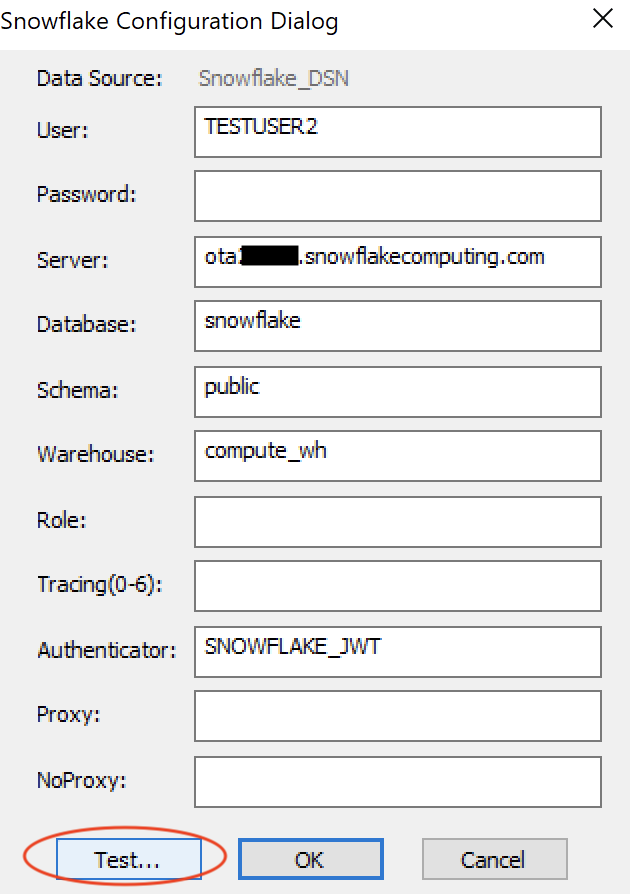 Snowflake Configuration Dialog
Data Source: Snowflake_DSN
User: TESTUSER2
Password:
Server: ota .snowflakecomputing.com
Database: snowflake
Schema: public
Warehouse: compute_wh
Role:
Tracing(0-6):
Authenticator: SNOWFLAKE_JWT
Proxy:
NoProxy:
Test... OK Cancel